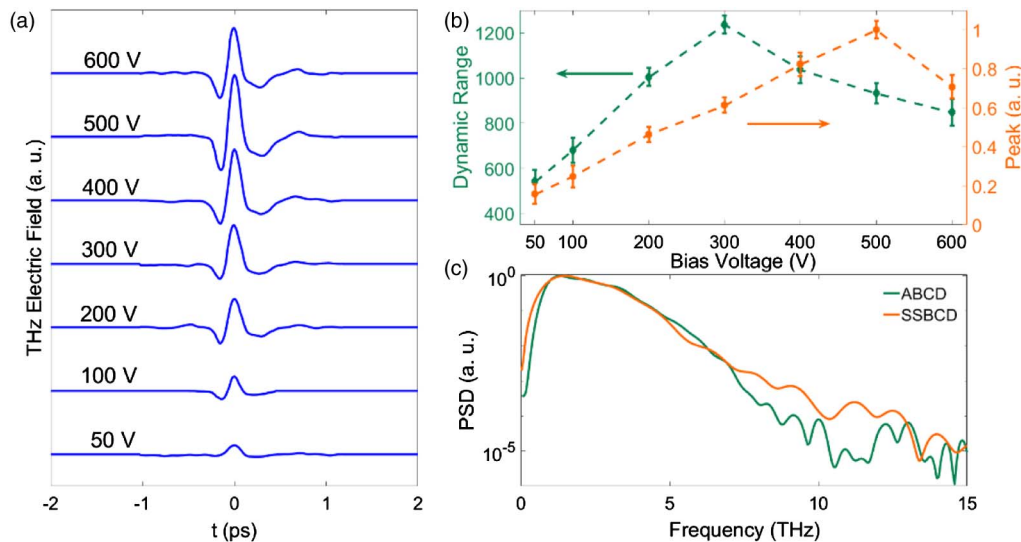 (a)
THz Electric Field (a. u.)
600 V
500 V
400 V
300 V
200 V
100 V
50 V
-2 -1 0 1 2
t (ps)
(b)
Dynamic Range
1200
1000
800
600
400
1
0.8
0.6
0.4
0.2
0
Peak (a. u.)
50 100 200 300 400 500 600
Bias Voltage (V)
(c)
PSD (a. u.)
10⁰
10⁻⁵
ABCD
SSBCD
0 5 10 15
Frequency (THz)